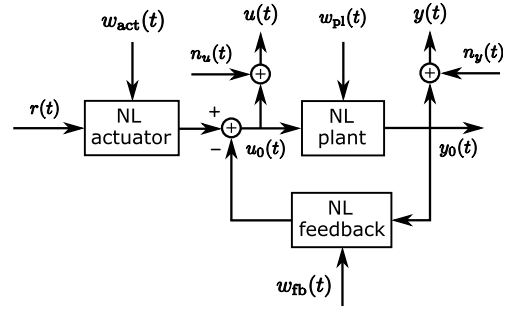 w_act(t)
u(t)
w_pl(t)
y(t)
n_u(t)
n_y(t)
+
+
r(t)
NL
actuator
+
+
−
u_0(t)
NL
plant
y_0(t)
NL
feedback
w_fb(t)